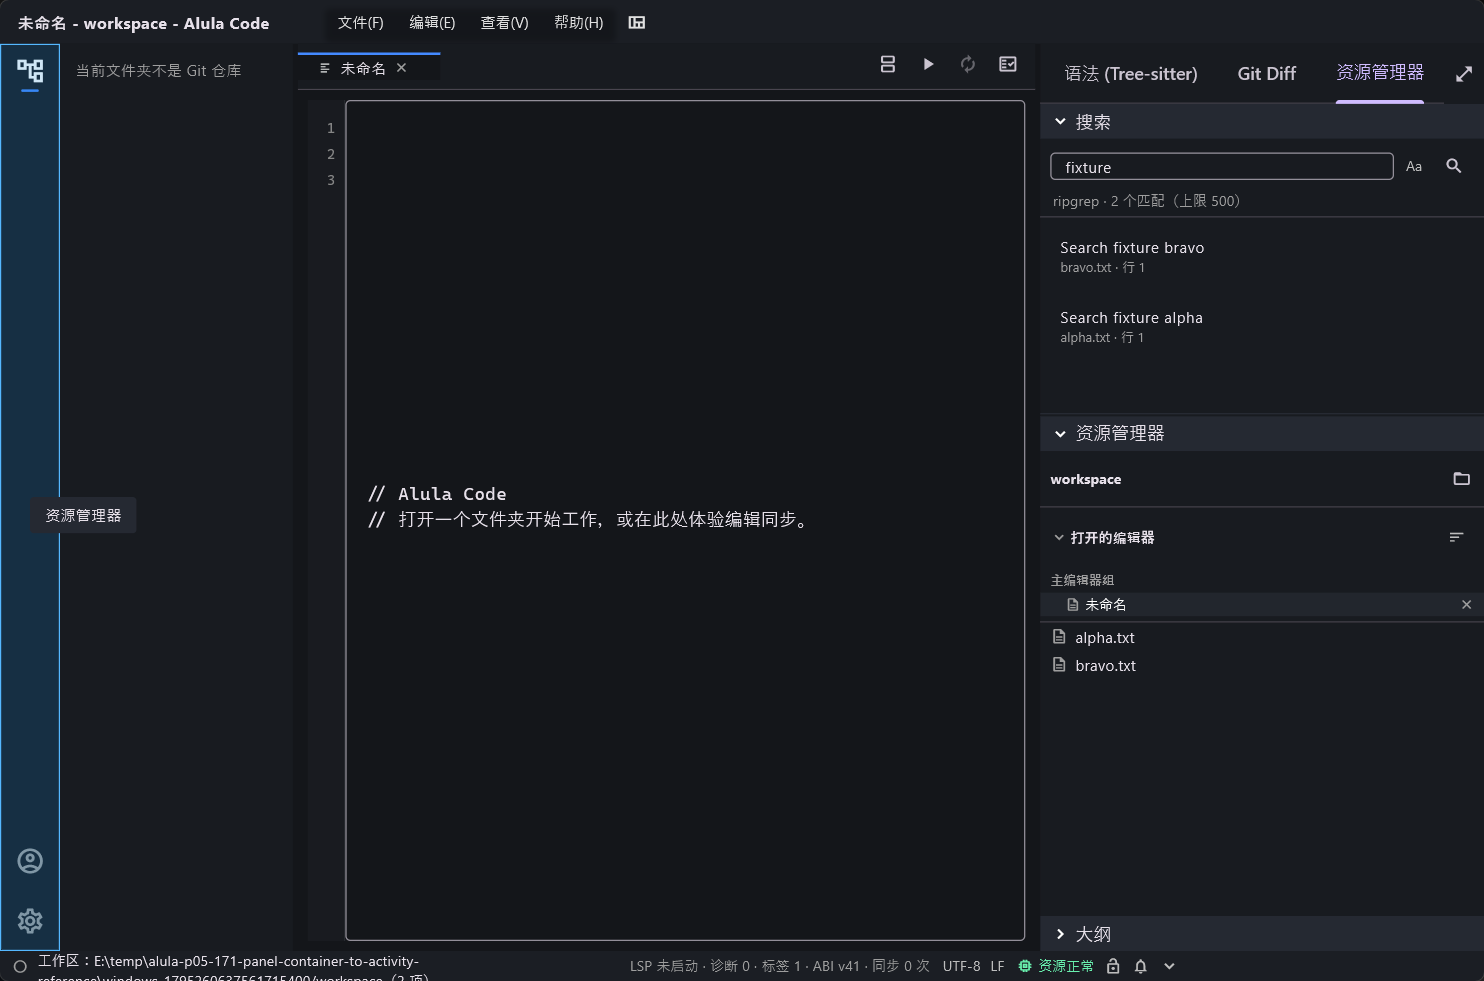 未命名 - workspace - Alula Code
文件(F) 编辑(E) 查看(V) 帮助(H)
当前文件夹不是 Git 仓库
未命名
1
2
3
// Alula Code
// 打开一个文件夹开始工作，或在此处体验编辑同步。
资源管理器
语法 (Tree-sitter) Git Diff 资源管理器
搜索
fixture Aa
ripgrep · 2 个匹配（上限 500）
Search fixture bravo
bravo.txt · 行 1
Search fixture alpha
alpha.txt · 行 1
资源管理器
workspace
打开的编辑器
主编辑器组
未命名
alpha.txt
bravo.txt
大纲
工作区：E:\temp\alula-p05-171-panel-container-to-activity-
reference\windows-1795260637561715400/workspace（2 项）
LSP 未启动 · 诊断 0 · 标签 1 · ABI v41 · 同步 0 次 UTF-8 LF 资源正常